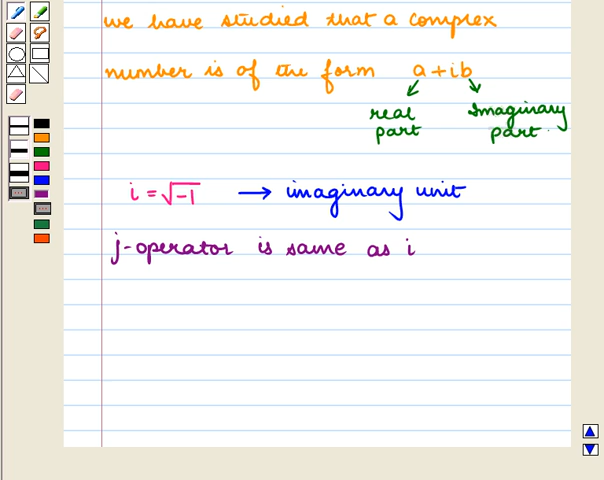 we have studied that a complex
number is of the form a + ib
real part
Imaginary part.
i = √-1 → imaginary unit
j-operator is same as i